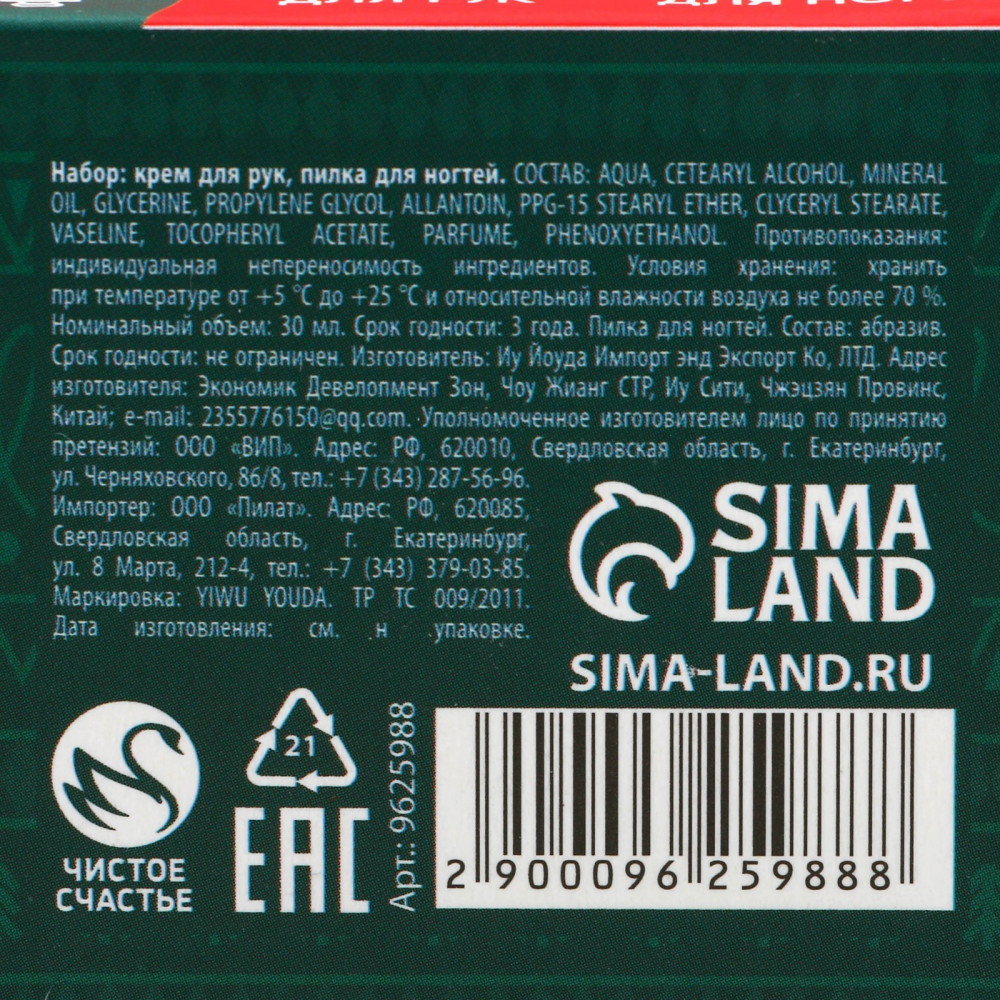 Набор: крем для рук, пилка для ногтей. СОСТАВ: AQUA, CETEARYL ALCOHOL, MINERAL
OIL, GLYCERINE, PROPYLENE GLYCOL, ALLANTOIN, PPG-15 STEARYL ETHER, CLYCERYL STEARATE,
VASELINE, TOCOPHERYL ACETATE, PARFUME, PHENOXYETHANOL. Противопоказания:
индивидуальная непереносимость ингредиентов. Условия хранения: хранить
при температуре от +5 °C до +25 °C и относительной влажности воздуха не более 70 %.
Номинальный объем: 30 мл. Срок годности: 3 года. Пилка для ногтей. Состав: абразив.
Срок годности: не ограничен. Изготовитель: Иу Йоуда Импорт энд Экспорт Ко, ЛТД. Адрес
изготовителя: Экономик Девелопмент Зон, Чоу Жианг СТР, Иу Сити, Чжэцзян Провинс,
Китай; e-mail: 2355776150@qq.com. Уполномоченное изготовителем лицо по принятию
претензий: ООО «ВИП». Адрес: РФ, 620010, Свердловская область, г. Екатеринбург,
ул. Черняховского, 86/8, тел.: +7 (343) 287-56-96.
Импортер: ООО «Пилат». Адрес: РФ, 620085,
Свердловская область, г. Екатеринбург,
ул. 8 Марта, 212-4, тел.: +7 (343) 379-03-85.
Маркировка: YIWU YOUDA. ТР ТС 009/2011.
Дата изготовления: см. н упаковке.
SIMA
LAND
SIMA-LAND.RU
ЧИСТОЕ
СЧАСТЬЕ
21
EAC
Арт.: 9625988
2 900096 259888